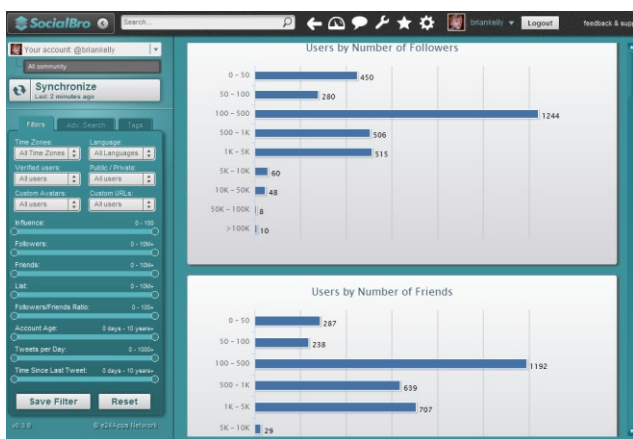 SocialBro
Search...
briankelly
Logout
feedback & sup
Your account: @briankelly
All community
Synchronize
Last: 2 minutes ago
Filters
Adv. Search
Tags
Time Zones:
Language:
All Time Zones
All Languages
Verified users:
Public / Private:
All users
All users
Custom Avatars:
Custom URLs:
All users
All users
Influence:
0 - 100
Followers:
0 - 10M+
Friends:
0 - 10M+
List:
0 - 10M+
Followers/Friends Ratio:
0 - 100+
Account Age:
0 days - 10 years+
Tweets per Day:
0 - 1000+
Time Since Last Tweet:
0 days - 10 years+
Save Filter
Reset
© e24Apps Network
Users by Number of Followers
0 - 50
450
50 - 100
280
100 - 500
1244
500 - 1K
506
1K - 5K
515
5K - 10K
60
10K - 50K
48
50K - 100K
8
>100K
10
Users by Number of Friends
0 - 50
287
50 - 100
238
100 - 500
1192
500 - 1K
639
1K - 5K
707
5K - 10K
29